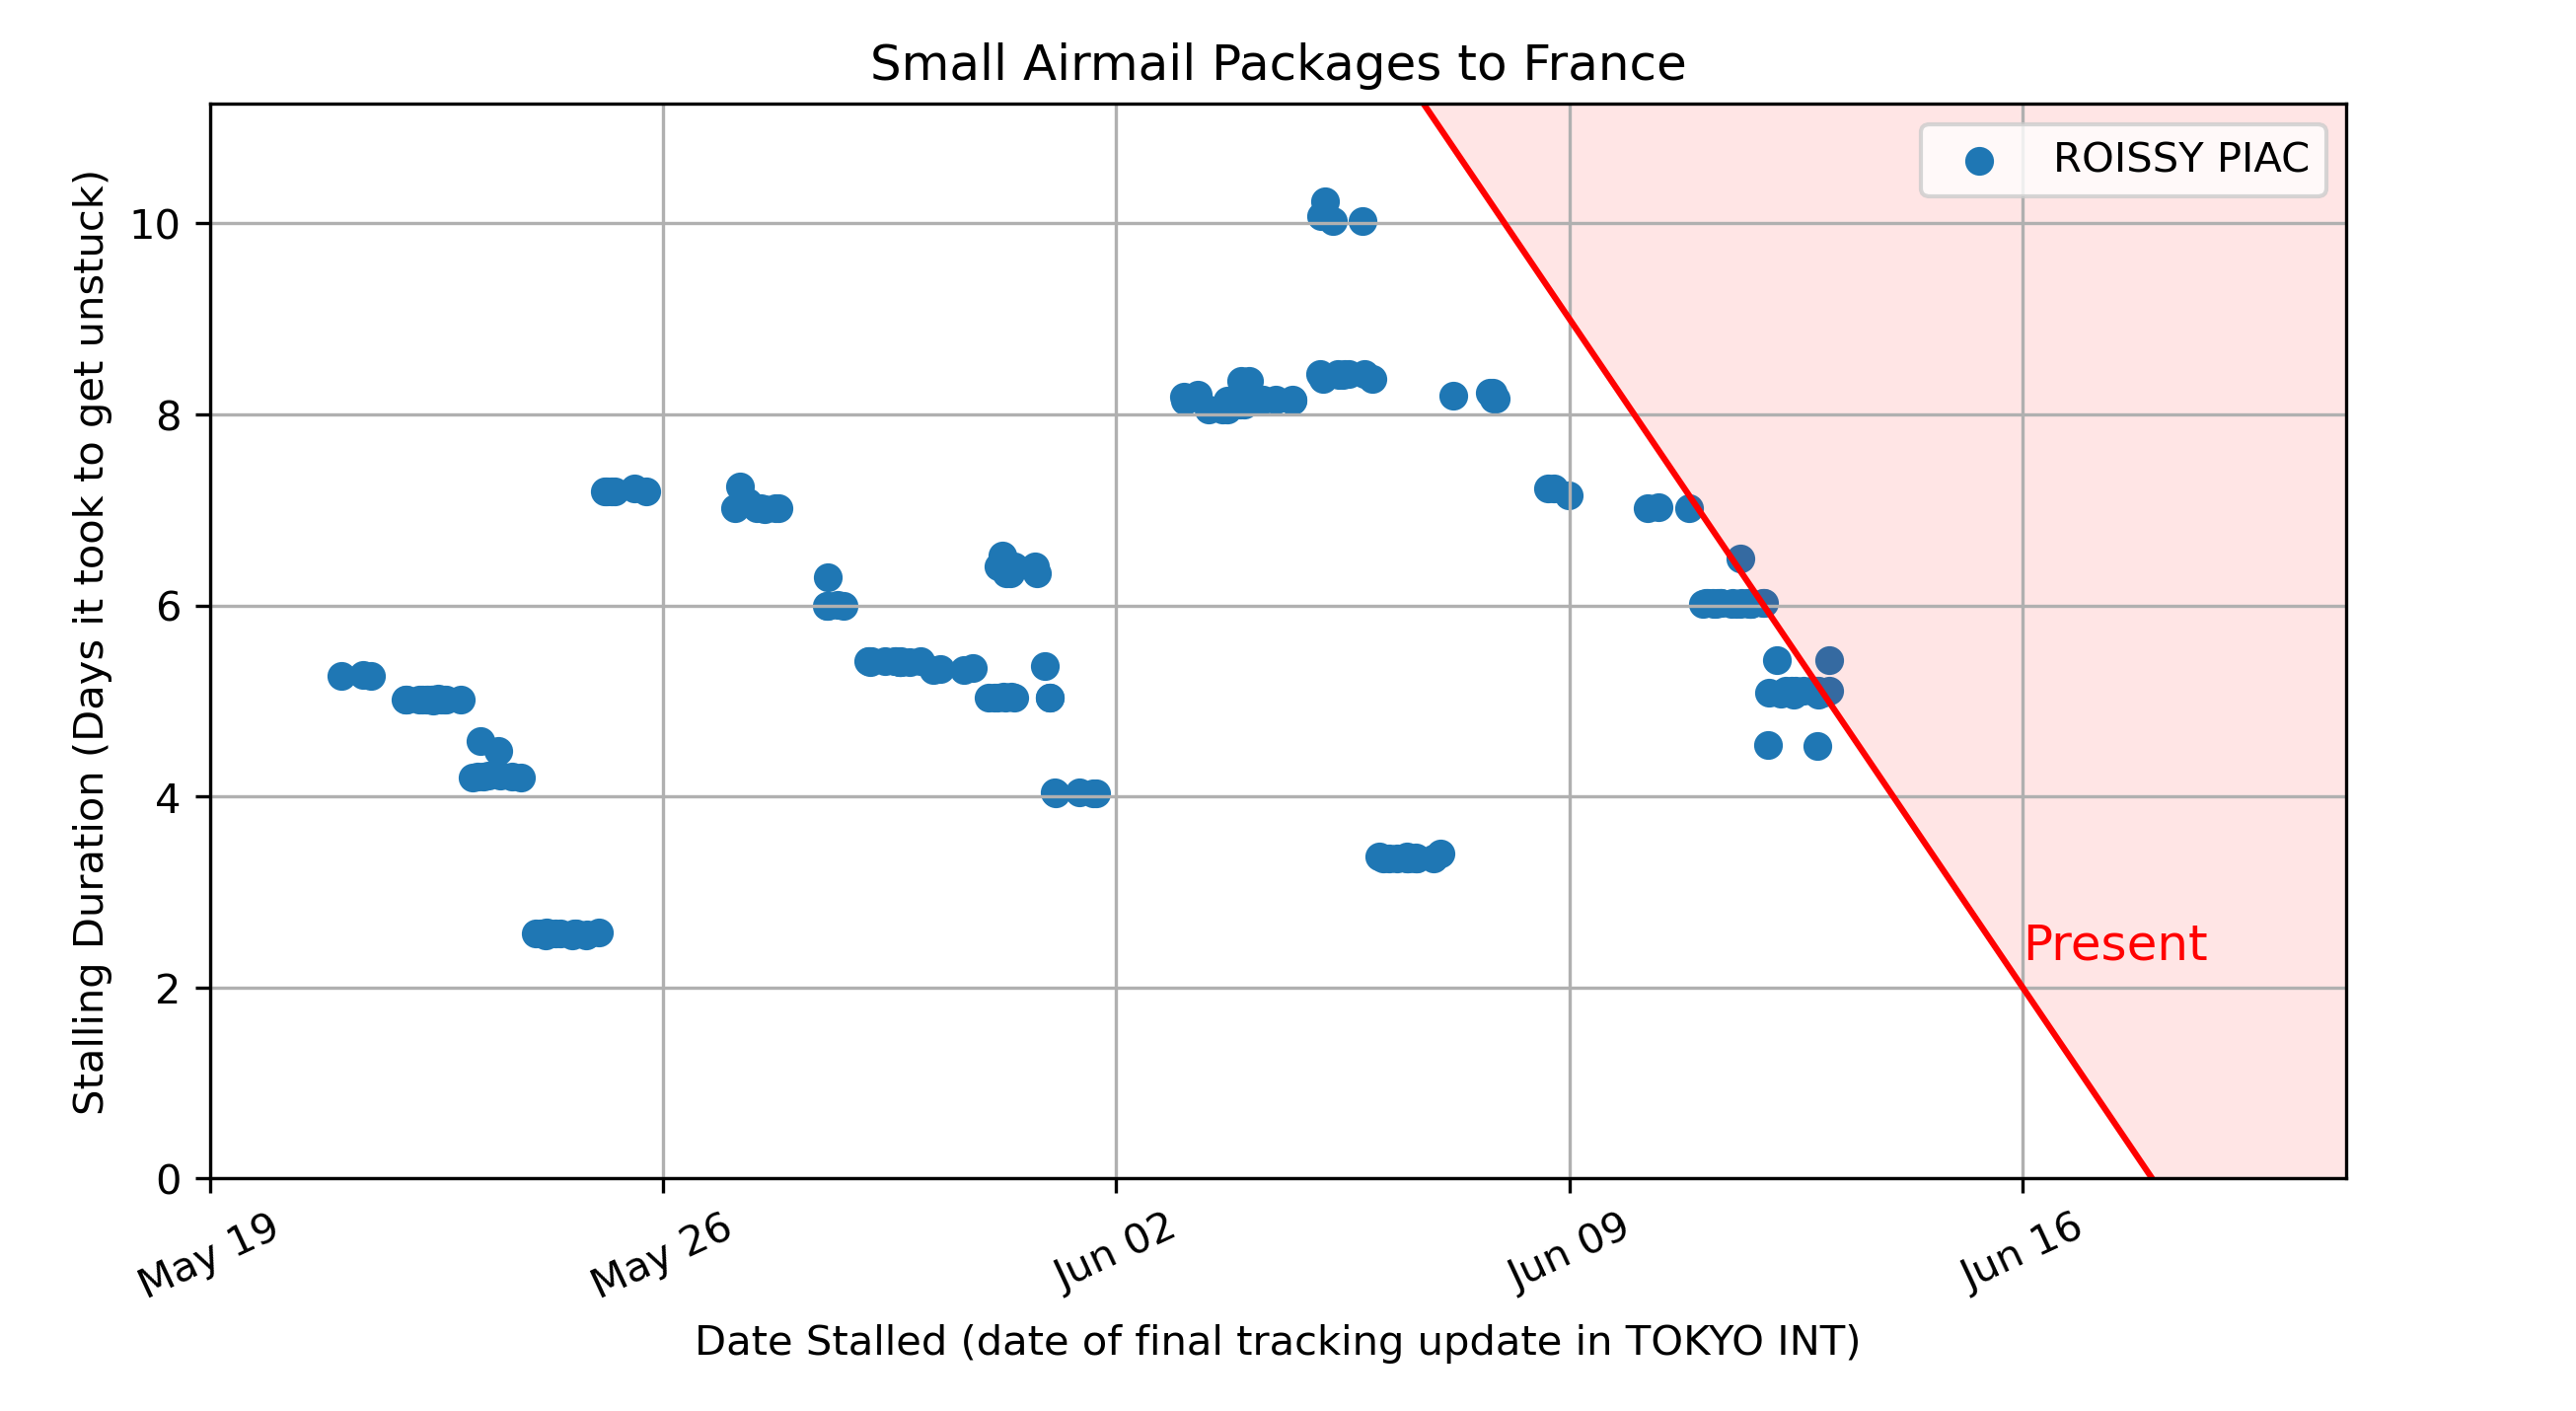 Small Airmail Packages to France
ROISSY PIAC
Stalling Duration (Days it took to get unstuck)
10
8
6
4
2
0
Present
May 19
May 26
Jun 02
Jun 09
Jun 16
Date Stalled (date of final tracking update in TOKYO INT)